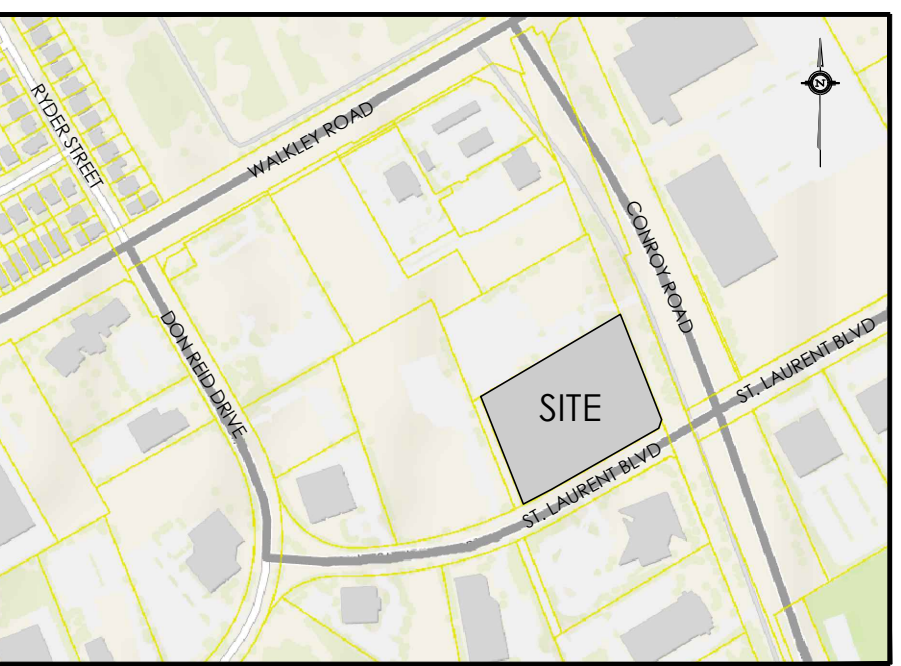 RYDER STREET
WALKLEY ROAD
N
CONROY ROAD
DON REID DRIVE
ST. LAURENT BLVD
SITE
ST. LAURENT BLVD